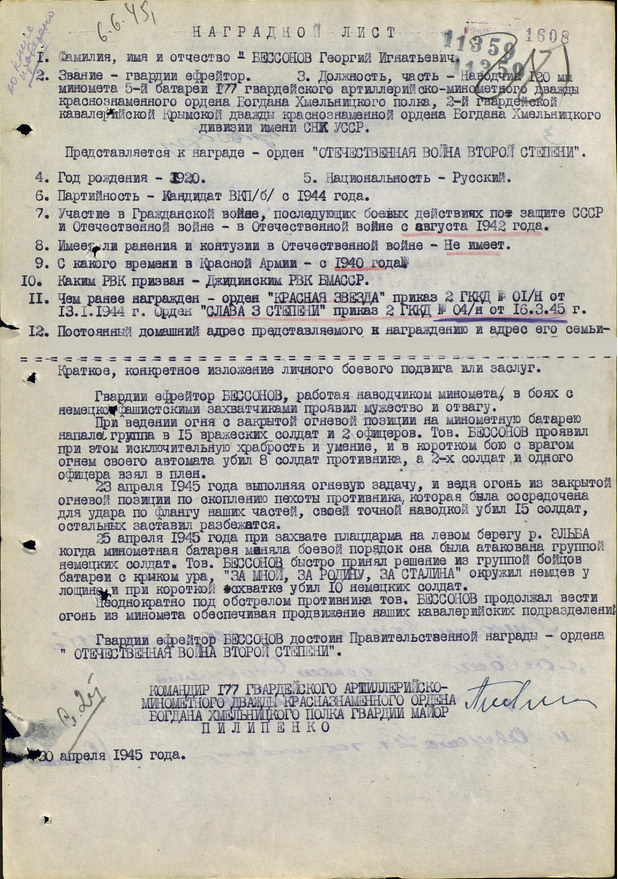 6.6.45г
НАГРАДНОЙ ЛИСТ
11359
1608
1. Фамилия, имя и отчество - БЕССОНОВ Георгий Игнатьевич.
2. Звание - гвардии ефрейтор. 3. Должность, часть - Наводчик 120 мм
миномета 5-й батареи 177 гвардейского артиллерийско-минометного дважды
краснознаменного ордена Богдана Хмельницкого полка, 2-й гвардейской
кавалерийской Крымской дважды краснознаменной ордена Богдана Хмельницкого
дивизии имени СНК УССР.
Представляется к награде - орден "ОТЕЧЕСТВЕННАЯ ВОЙНА ВТОРОЙ СТЕПЕНИ".
4. Год рождения - 1920. 5. Национальность - Русский.
6. Партийность - Кандидат ВКП/б/ с 1944 года.
7. Участие в Гражданской войне, последующих боевых действиях по защите СССР
и Отечественной войне - в Отечественной войне с августа 1942 года.
8. Имеет ли ранения и контузии в Отечественной войне - Не имеет.
9. С какого времени в Красной Армии - с 1940 года.
10. Каким РВК призван - Джидинским РВК БМАССР.
11. Чем ранее награжден - орден "КРАСНАЯ ЗВЕЗДА" приказ 2 ГККД № 01/Н от
13.1.1944 г. Орден "СЛАВА 3 СТЕПЕНИ" приказ 2 ГККД № 04/н от 16.3.45 г.
12. Постоянный домашний адрес представляемого к награждению и адрес его семьи-
Краткое, конкретное изложение личного боевого подвига или заслуг.
Гвардии ефрейтор БЕССОНОВ, работая наводчиком миномета, в боях с
немецко-фашистскими захватчиками проявил мужество и отвагу.
При ведении огня с закрытой огневой позиции на минометную батарею
напале группа в 15 вражеских солдат и 2 офицеров. Тов. БЕССОНОВ проявил
при этом исключительную храбрость и умение, и в коротком бою с врагом
огнем своего автомата убил 8 солдат противника, а 2-х солдат и одного
офицера взял в плен.
23 апреля 1945 года выполняя огневую задачу, и ведя огонь из закрытой
огневой позиции по скоплению пехоты противника, которая была сосредочена
для удара по флангу наших частей, своей точной наводкой убил 15 солдат,
остальных заставил разбежатся.
25 апреля 1945 года при захвате плацдарма на левом берегу р. ЭЛЬБА
когда минометная батарея меняла боевой порядок она была атакована группой
немецких солдат. Тов. БЕССОНОВ быстро принял решение из группой бойцов
батареи с криком ура, "ЗА МНОЙ, ЗА РОДИНУ, ЗА СТАЛИНА" окружил немцев у
лощине и при короткой схватке убил 10 немецких солдат.
Неоднократно под обстрелом противника тов. БЕССОНОВ продолжал вести
огонь из миномета обеспечивая продвижение наших кавалерийских подразделений
Гвардии ефрейтор БЕССОНОВ достоин Правительственной награды - ордена
" ОТЕЧЕСТВЕННАЯ ВОЙНА ВТОРОЙ СТЕПЕНИ".
КОМАНДИР 177 ГВАРДЕЙСКОГО АРТИЛЛЕРИЙСКО-
МИНОМЕТНОГО ДВАЖДЫ КРАСНОЗНАМЕННОГО ОРДЕНА
БОГДАНА ХМЕЛЬНИЦКОГО ПОЛКА ГВАРДИИ МАЙОР
ПИЛИПЕНКО
30 апреля 1945 года.